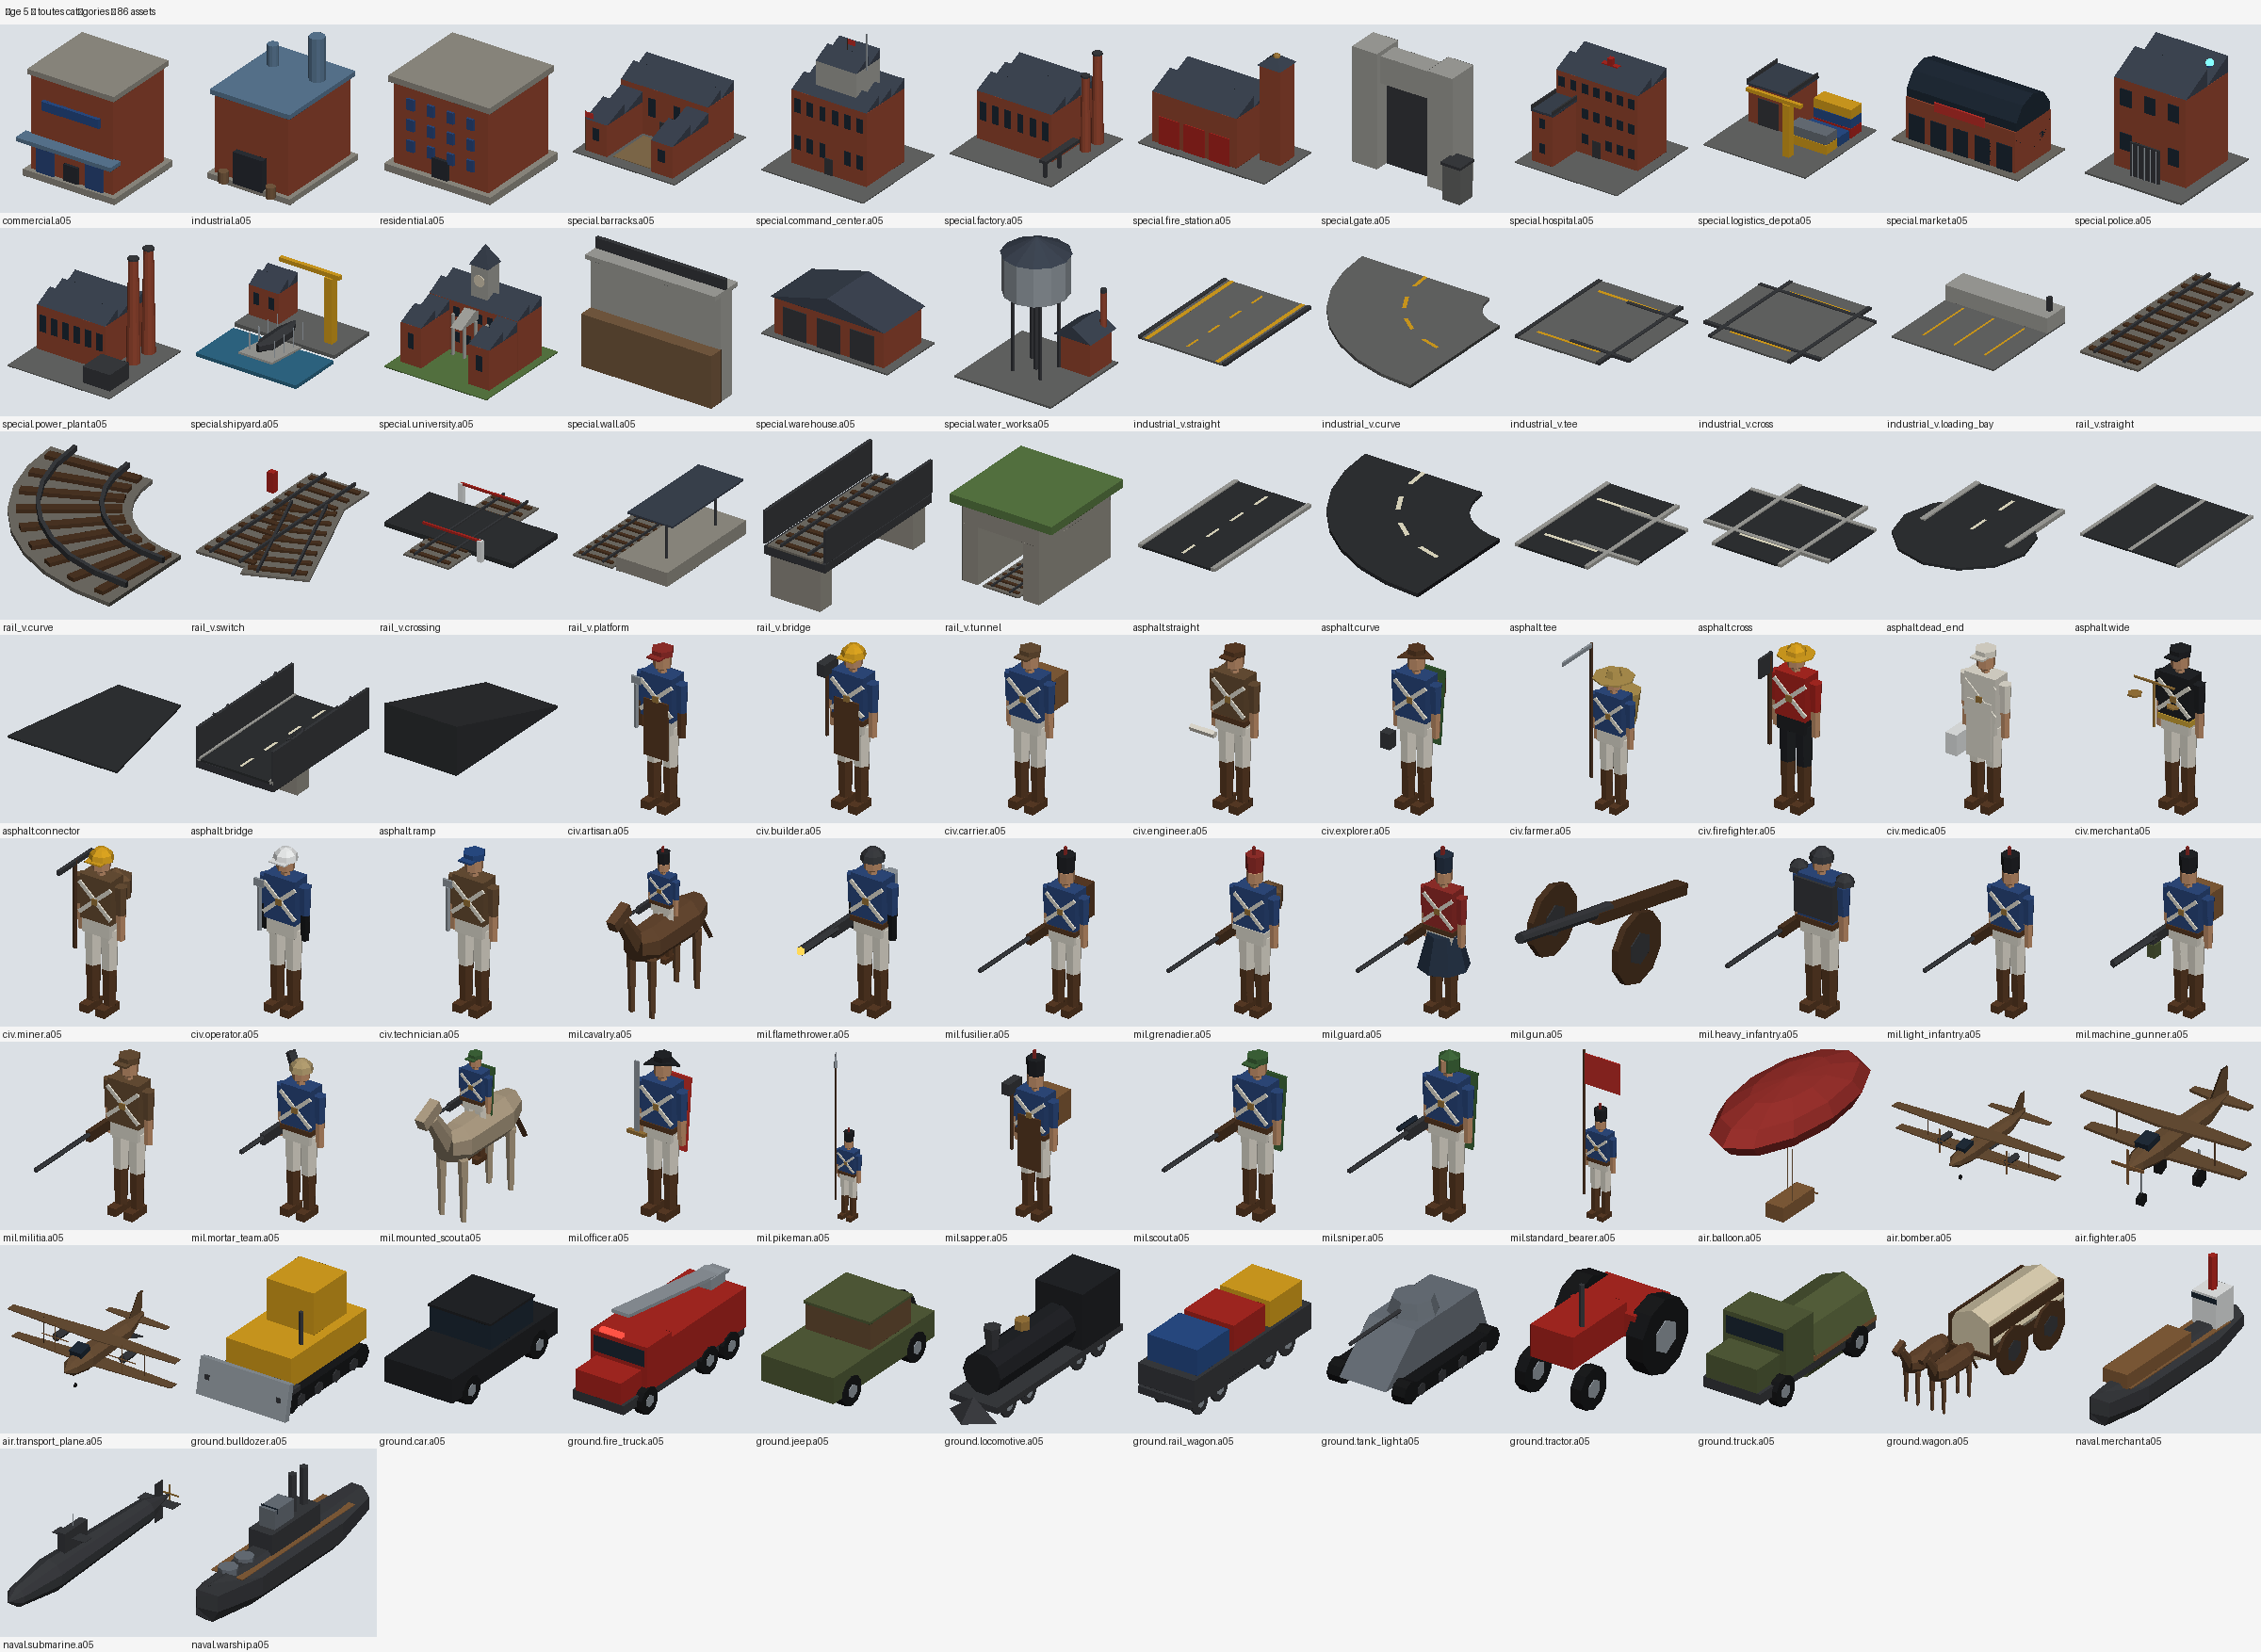 □ge 5 □ toutes cat□gories □ 86 assets
commercial.a05 industrial.a05 residential.a05 special.barracks.a05 special.command_center.a05 special.factory.a05 special.fire_station.a05 special.gate.a05 special.hospital.a05 special.logistics_depot.a05 special.market.a05 special.police.a05
special.power_plant.a05 special.shipyard.a05 special.university.a05 special.wall.a05 special.warehouse.a05 special.water_works.a05 industrial_v.straight industrial_v.curve industrial_v.tee industrial_v.cross industrial_v.loading_bay rail_v.straight
rail_v.curve rail_v.switch rail_v.crossing rail_v.platform rail_v.bridge rail_v.tunnel asphalt.straight asphalt.curve asphalt.tee asphalt.cross asphalt.dead_end asphalt.wide
asphalt.connector asphalt.bridge asphalt.ramp civ.artisan.a05 civ.builder.a05 civ.carrier.a05 civ.engineer.a05 civ.explorer.a05 civ.farmer.a05 civ.firefighter.a05 civ.medic.a05 civ.merchant.a05
civ.miner.a05 civ.operator.a05 civ.technician.a05 mil.cavalry.a05 mil.flamethrower.a05 mil.fusilier.a05 mil.grenadier.a05 mil.guard.a05 mil.gun.a05 mil.heavy_infantry.a05 mil.light_infantry.a05 mil.machine_gunner.a05
mil.militia.a05 mil.mortar_team.a05 mil.mounted_scout.a05 mil.officer.a05 mil.pikeman.a05 mil.sapper.a05 mil.scout.a05 mil.sniper.a05 mil.standard_bearer.a05 air.balloon.a05 air.bomber.a05 air.fighter.a05
air.transport_plane.a05 ground.bulldozer.a05 ground.car.a05 ground.fire_truck.a05 ground.jeep.a05 ground.locomotive.a05 ground.rail_wagon.a05 ground.tank_light.a05 ground.tractor.a05 ground.truck.a05 ground.wagon.a05 naval.merchant.a05
naval.submarine.a05 naval.warship.a05